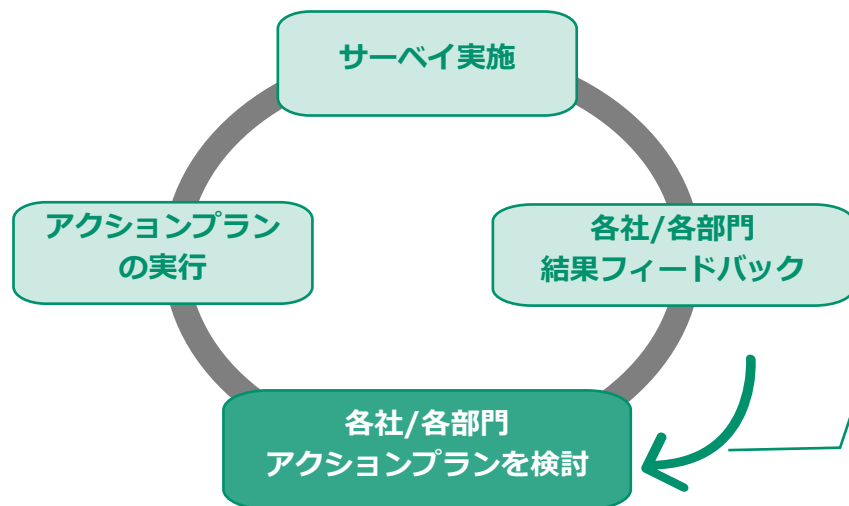 サーベイ実施
アクションプラン
の実行
各社/各部門
結果フィードバック
各社/各部門
アクションプランを検討